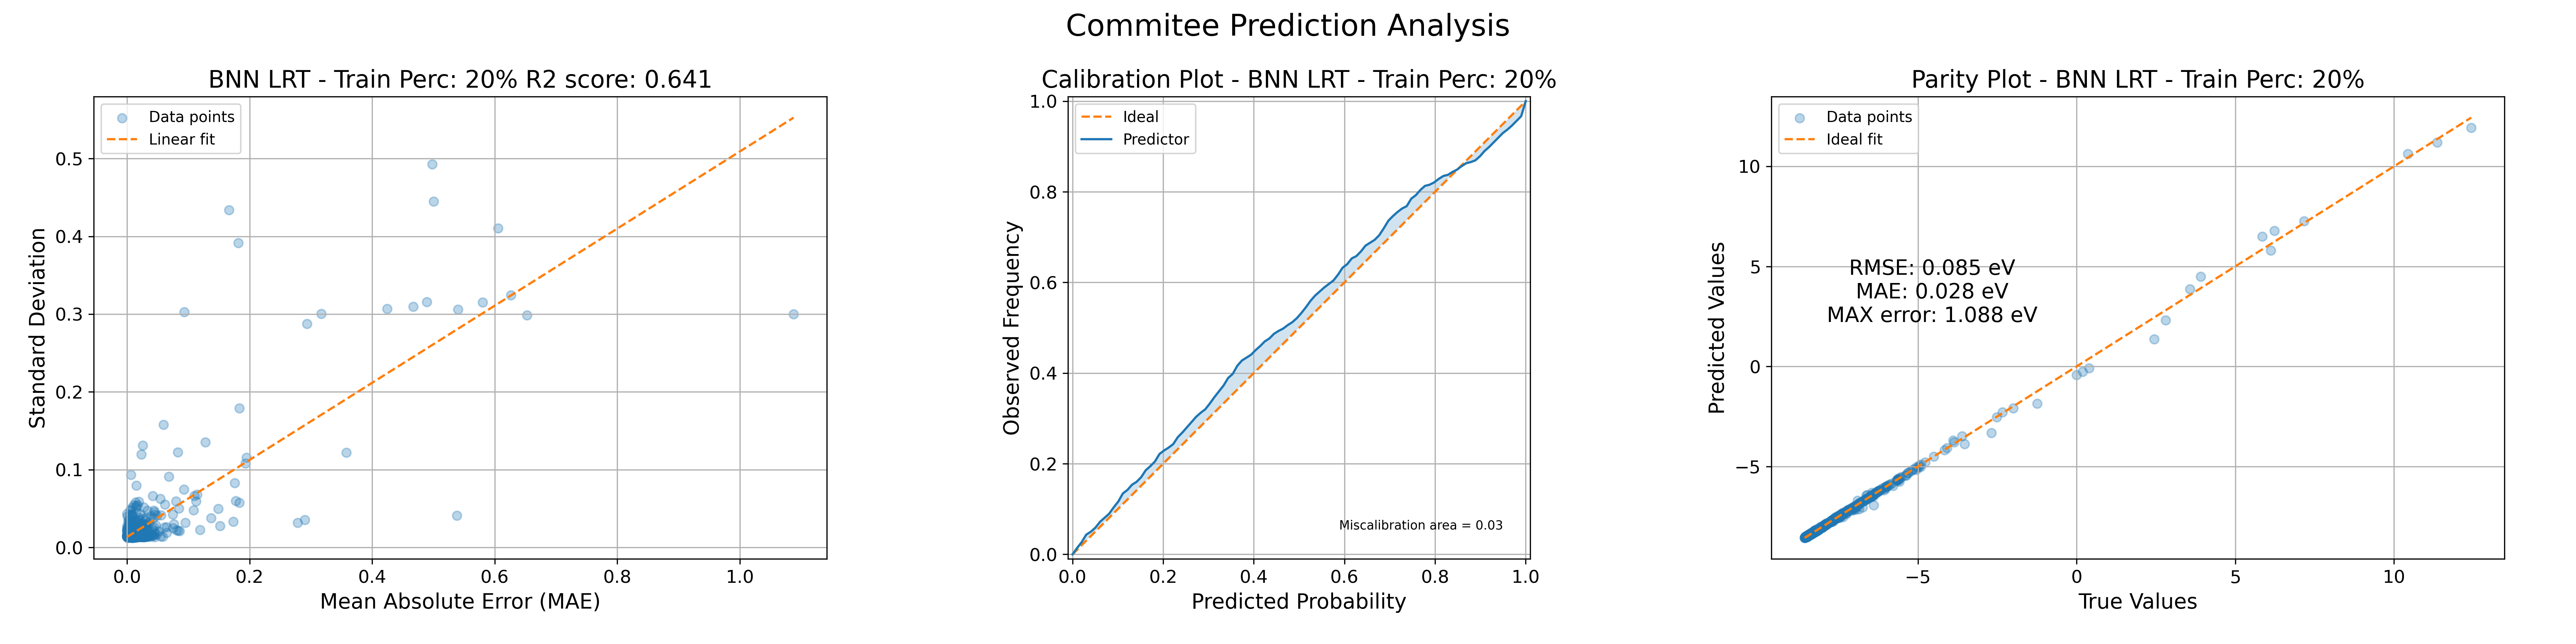 Commitee Prediction Analysis
BNN LRT - Train Perc: 20% R2 score: 0.641
Data points
Linear fit
Standard Deviation
0.5
0.4
0.3
0.2
0.1
0.0
0.0 0.2 0.4 0.6 0.8 1.0
Mean Absolute Error (MAE)
Calibration Plot - BNN LRT - Train Perc: 20%
Ideal
Predictor
Observed Frequency
1.0
0.8
0.6
0.4
0.2
0.0
Miscalibration area = 0.03
0.0 0.2 0.4 0.6 0.8 1.0
Predicted Probability
Parity Plot - BNN LRT - Train Perc: 20%
Data points
Ideal fit
Predicted Values
10
5
0
−5
RMSE: 0.085 eV
MAE: 0.028 eV
MAX error: 1.088 eV
−5 0 5 10
True Values